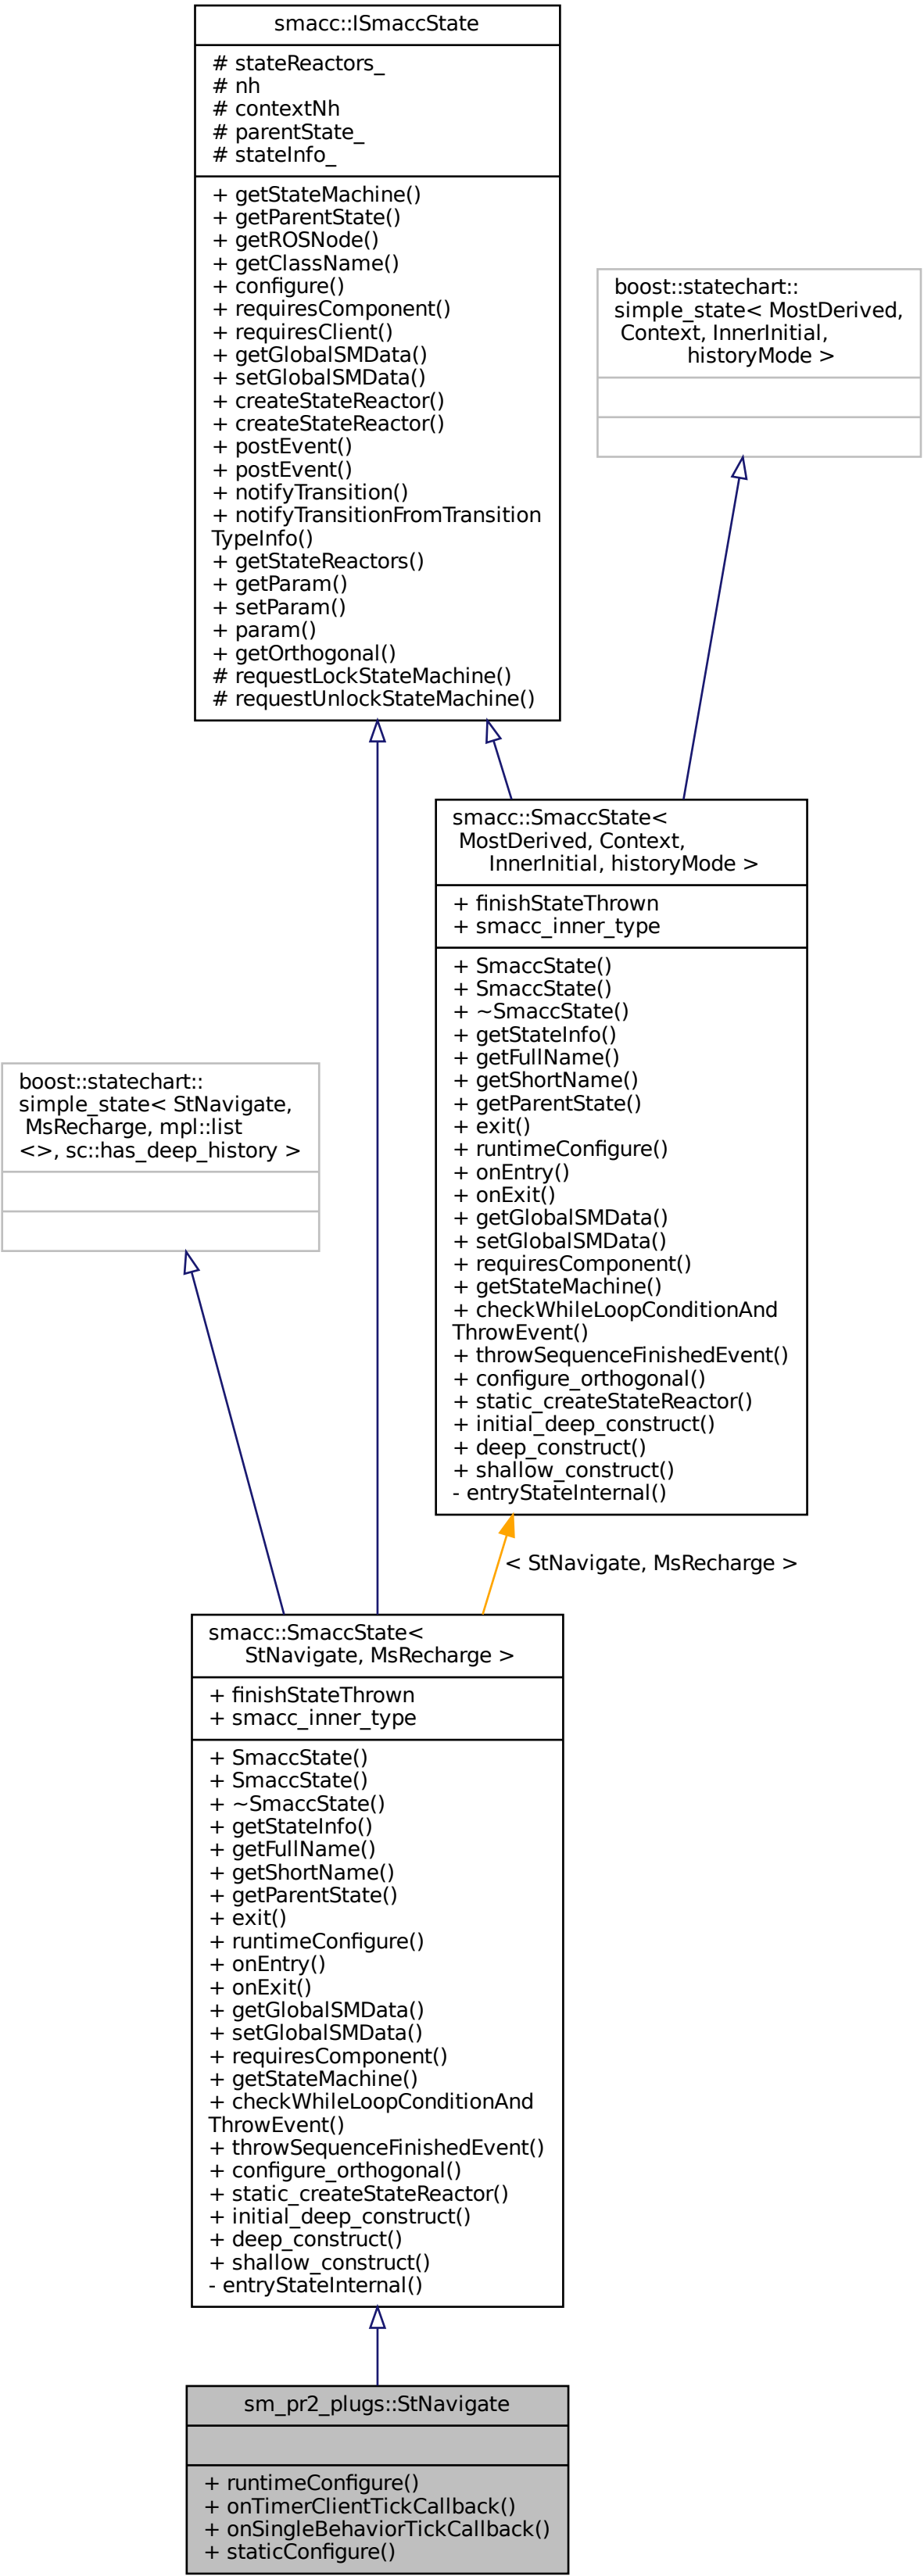 smacc::ISmaccState
# stateReactors_
# nh
# contextNh
# parentState_
# stateInfo_
+ getStateMachine()
+ getParentState()
+ getROSNode()
+ getClassName()
+ configure()
+ requiresComponent()
+ requiresClient()
+ getGlobalSMData()
+ setGlobalSMData()
+ createStateReactor()
+ createStateReactor()
+ postEvent()
+ postEvent()
+ notifyTransition()
+ notifyTransitionFromTransition
TypeInfo()
+ getStateReactors()
+ getParam()
+ setParam()
+ param()
+ getOrthogonal()
# requestLockStateMachine()
# requestUnlockStateMachine()
boost::statechart::
simple_state< MostDerived,
Context, InnerInitial,
historyMode >
smacc::SmaccState<
MostDerived, Context,
InnerInitial, historyMode >
+ finishStateThrown
+ smacc_inner_type
+ SmaccState()
+ SmaccState()
+ ~SmaccState()
+ getStateInfo()
+ getFullName()
+ getShortName()
+ getParentState()
+ exit()
+ runtimeConfigure()
+ onEntry()
+ onExit()
+ getGlobalSMData()
+ setGlobalSMData()
+ requiresComponent()
+ getStateMachine()
+ checkWhileLoopConditionAnd
ThrowEvent()
+ throwSequenceFinishedEvent()
+ configure_orthogonal()
+ static_createStateReactor()
+ initial_deep_construct()
+ deep_construct()
+ shallow_construct()
- entryStateInternal()
boost::statechart::
simple_state< StNavigate,
MsRecharge, mpl::list
<>, sc::has_deep_history >
< StNavigate, MsRecharge >
smacc::SmaccState<
StNavigate, MsRecharge >
+ finishStateThrown
+ smacc_inner_type
+ SmaccState()
+ SmaccState()
+ ~SmaccState()
+ getStateInfo()
+ getFullName()
+ getShortName()
+ getParentState()
+ exit()
+ runtimeConfigure()
+ onEntry()
+ onExit()
+ getGlobalSMData()
+ setGlobalSMData()
+ requiresComponent()
+ getStateMachine()
+ checkWhileLoopConditionAnd
ThrowEvent()
+ throwSequenceFinishedEvent()
+ configure_orthogonal()
+ static_createStateReactor()
+ initial_deep_construct()
+ deep_construct()
+ shallow_construct()
- entryStateInternal()
sm_pr2_plugs::StNavigate
+ runtimeConfigure()
+ onTimerClientTickCallback()
+ onSingleBehaviorTickCallback()
+ staticConfigure()